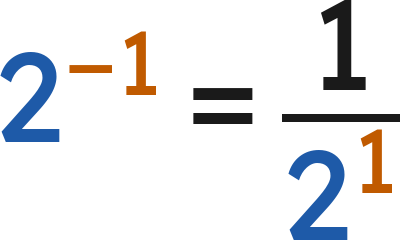 2⁻¹ = 1/2¹